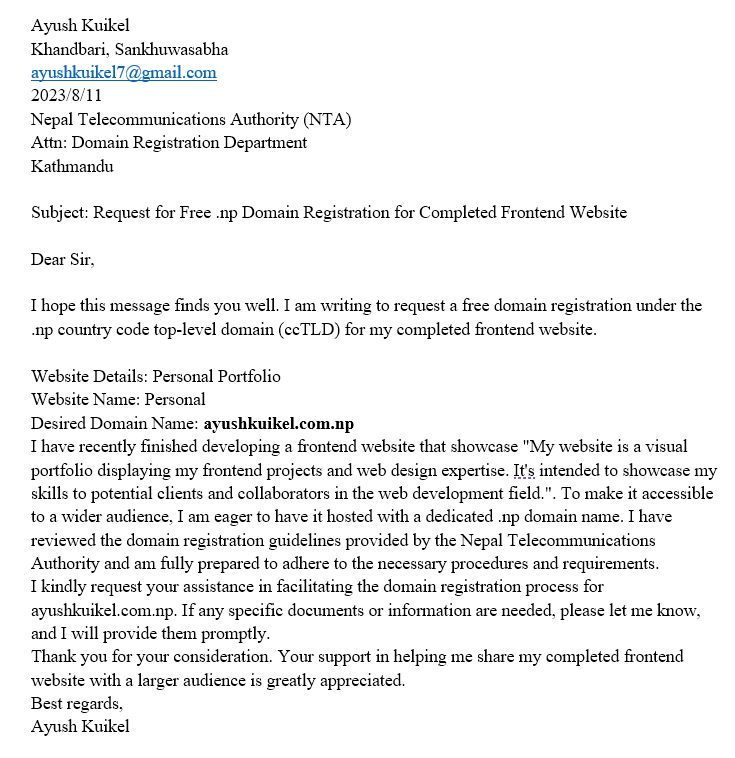 Ayush Kuikel
Khandbari, Sankhuwasabha
ayushkuikel7@gmail.com
2023/8/11
Nepal Telecommunications Authority (NTA)
Attn: Domain Registration Department
Kathmandu
Subject: Request for Free .np Domain Registration for Completed Frontend Website
Dear Sir,
I hope this message finds you well. I am writing to request a free domain registration under the
.np country code top-level domain (ccTLD) for my completed frontend website.
Website Details: Personal Portfolio
Website Name: Personal
Desired Domain Name: ayushkuikel.com.np
I have recently finished developing a frontend website that showcase "My website is a visual
portfolio displaying my frontend projects and web design expertise. It's intended to showcase my
skills to potential clients and collaborators in the web development field.". To make it accessible
to a wider audience, I am eager to have it hosted with a dedicated .np domain name. I have
reviewed the domain registration guidelines provided by the Nepal Telecommunications
Authority and am fully prepared to adhere to the necessary procedures and requirements.
I kindly request your assistance in facilitating the domain registration process for
ayushkuikel.com.np. If any specific documents or information are needed, please let me know,
and I will provide them promptly.
Thank you for your consideration. Your support in helping me share my completed frontend
website with a larger audience is greatly appreciated.
Best regards,
Ayush Kuikel